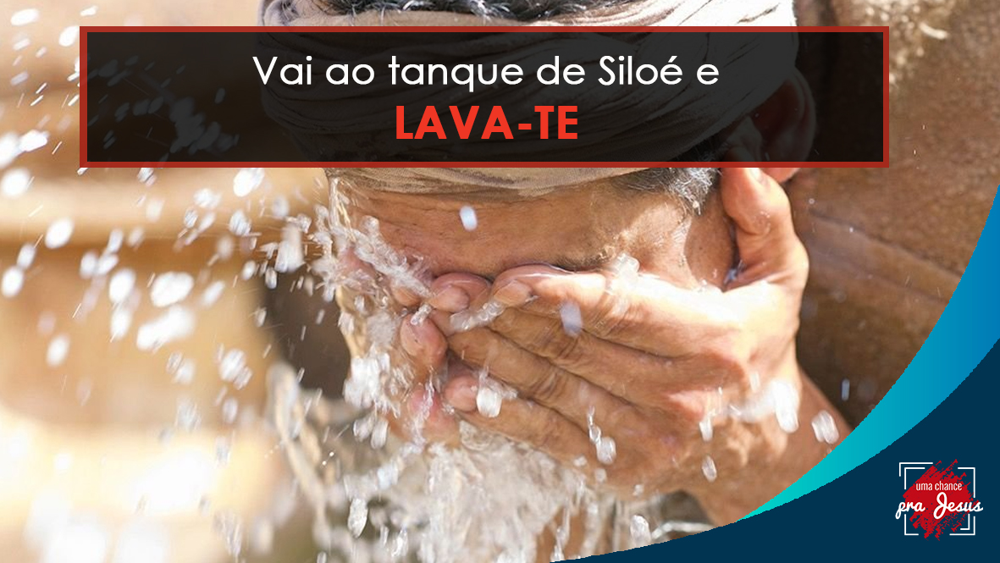 Vai ao tanque de Siloé e
LAVA-TE
uma chance
pra Jesus